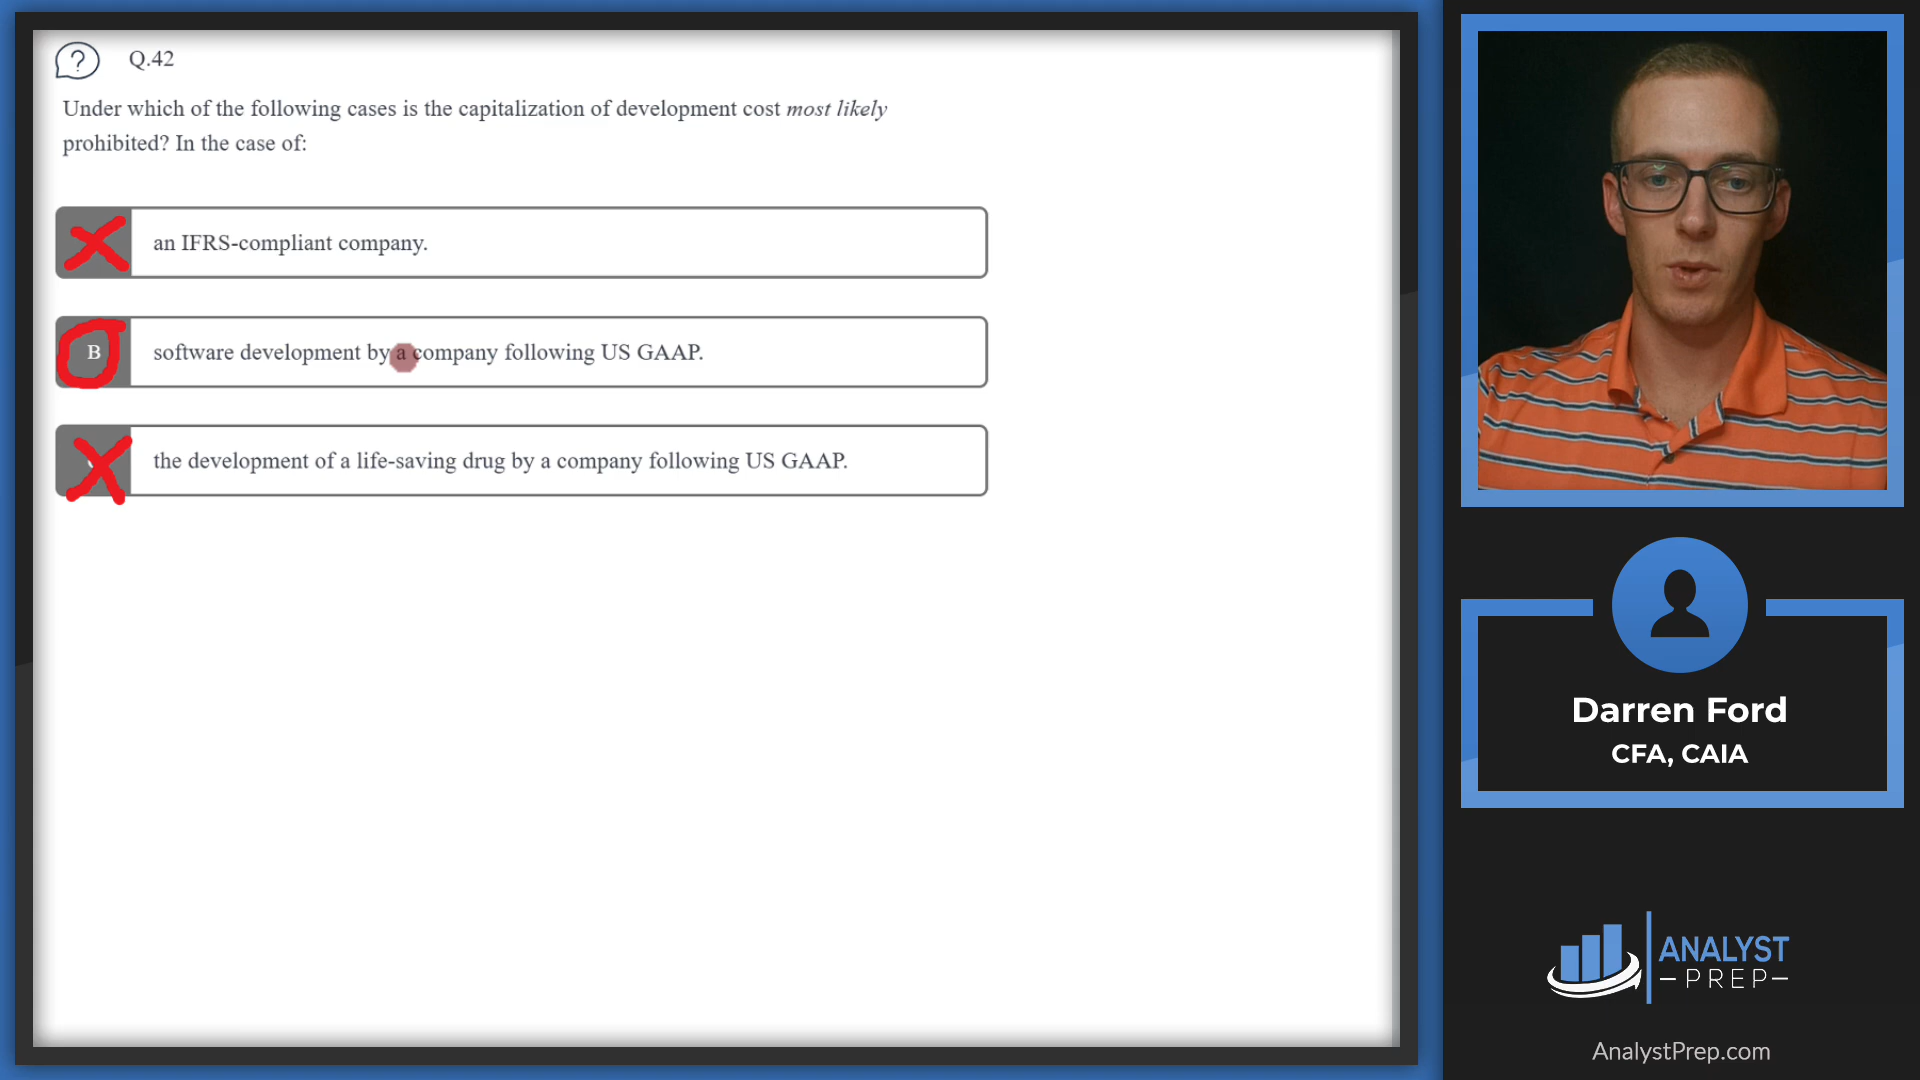 Q.42
Under which of the following cases is the capitalization of development cost most likely
prohibited? In the case of:
an IFRS-compliant company.
B software development by a company following US GAAP.
the development of a life-saving drug by a company following US GAAP.
Darren Ford
CFA, CAIA
ANALYST
PREP
AnalystPrep.com